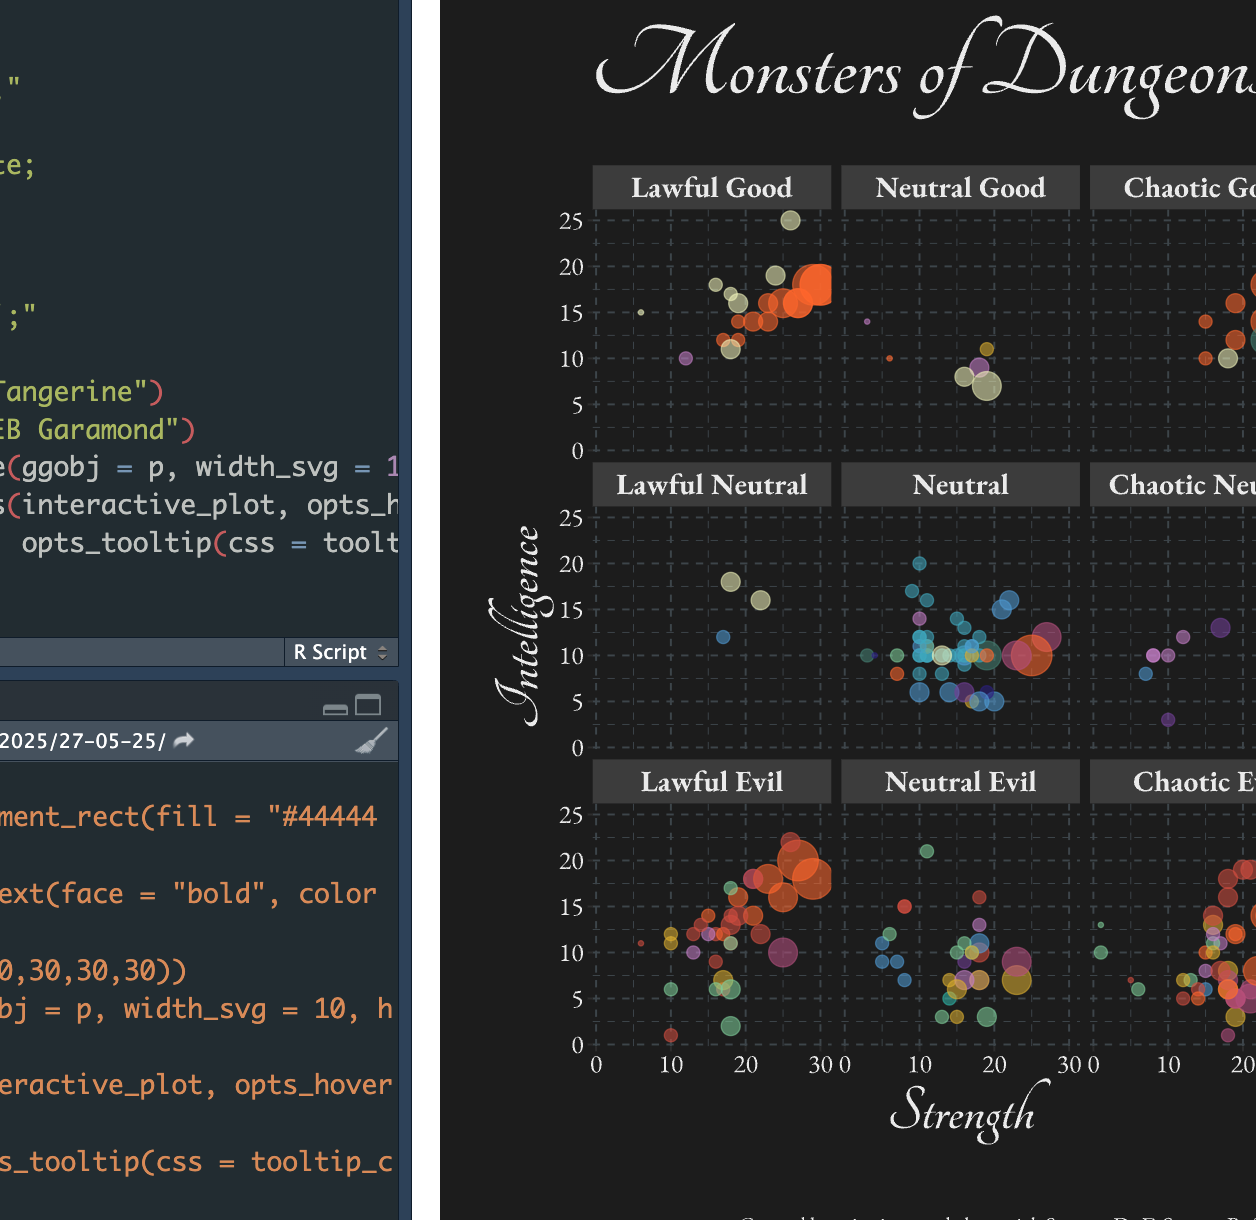 ;"
te;
;"
Tangerine")
EB Garamond")
e(ggobj = p, width_svg = 1
s(interactive_plot, opts_h
opts_tooltip(css = toolt
R Script
2025/27-05-25/
ment_rect(fill = "#44444
ext(face = "bold", color
0,30,30,30))
bj = p, width_svg = 10, h
eractive_plot, opts_hover
s_tooltip(css = tooltip_c
Monsters of Dungeons
Lawful Good Neutral Good Chaotic Go
25
20
15
10
5
0
Lawful Neutral Neutral Chaotic Neu
25
20
15
10
5
0
Intelligence
Lawful Evil Neutral Evil Chaotic Ev
25
20
15
10
5
0
0 10 20 30 0 10 20 30 0 10 20
Strength